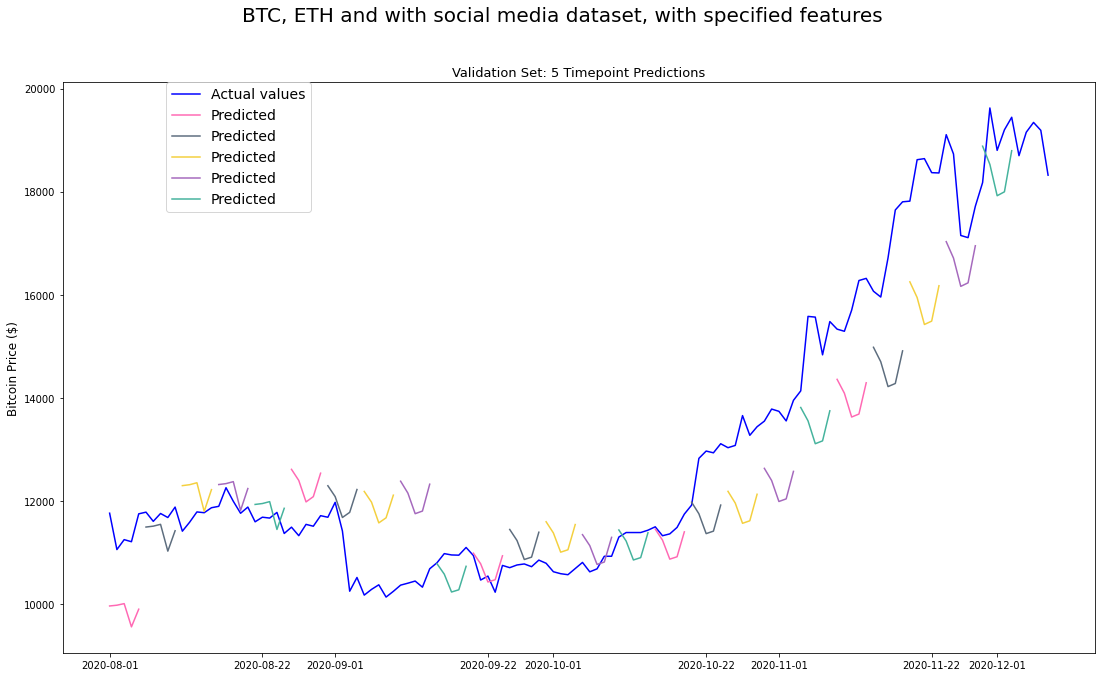 BTC, ETH and with social media dataset, with specified features
Validation Set: 5 Timepoint Predictions
20000
18000
16000
14000
12000
10000
Bitcoin Price ($)
Actual values
Predicted
Predicted
Predicted
Predicted
Predicted
2020-08-01 2020-08-22 2020-09-01 2020-09-22 2020-10-01 2020-10-22 2020-11-01 2020-11-22 2020-12-01